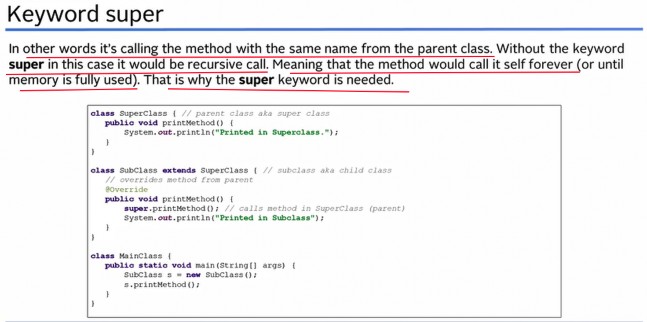 Keyword super
In other words it's calling the method with the same name from the parent class. Without the keyword
super in this case it would be recursive call. Meaning that the method would call it self forever (or until
memory is fully used). That is why the super keyword is needed.
class SuperClass { // parent class aka super class
public void printMethod() {
System.out.println("Printed in Superclass.");
}
}
class SubClass extends SuperClass { // subclass aka child class
// overrides method from parent
@Override
public void printMethod() {
super.printMethod(); // calls method in SuperClass (parent)
System.out.println("Printed in Subclass");
}
}
class MainClass {
public static void main(String[] args) {
SubClass s = new SubClass();
s.printMethod();
}
}